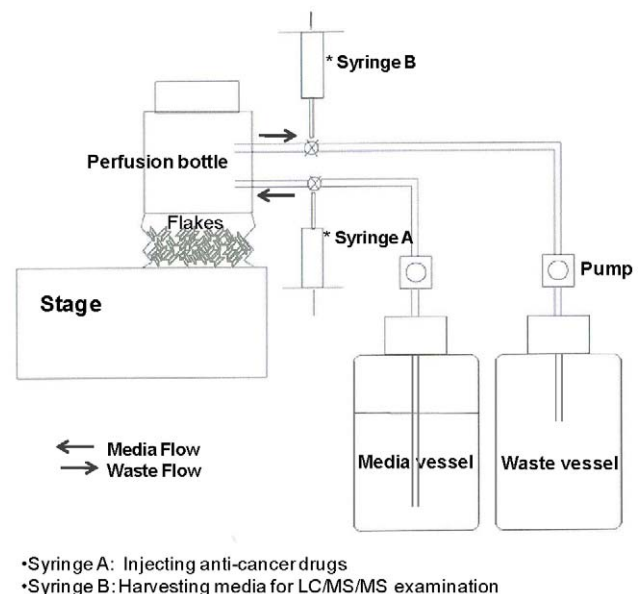 * Syringe B
Perfusion bottle
Flakes
* Syringe A
Pump
Stage
Media Flow
Waste Flow
Media vessel
Waste vessel
•Syringe A: Injecting anti-cancer drugs
•Syringe B: Harvesting media for LC/MS/MS examination